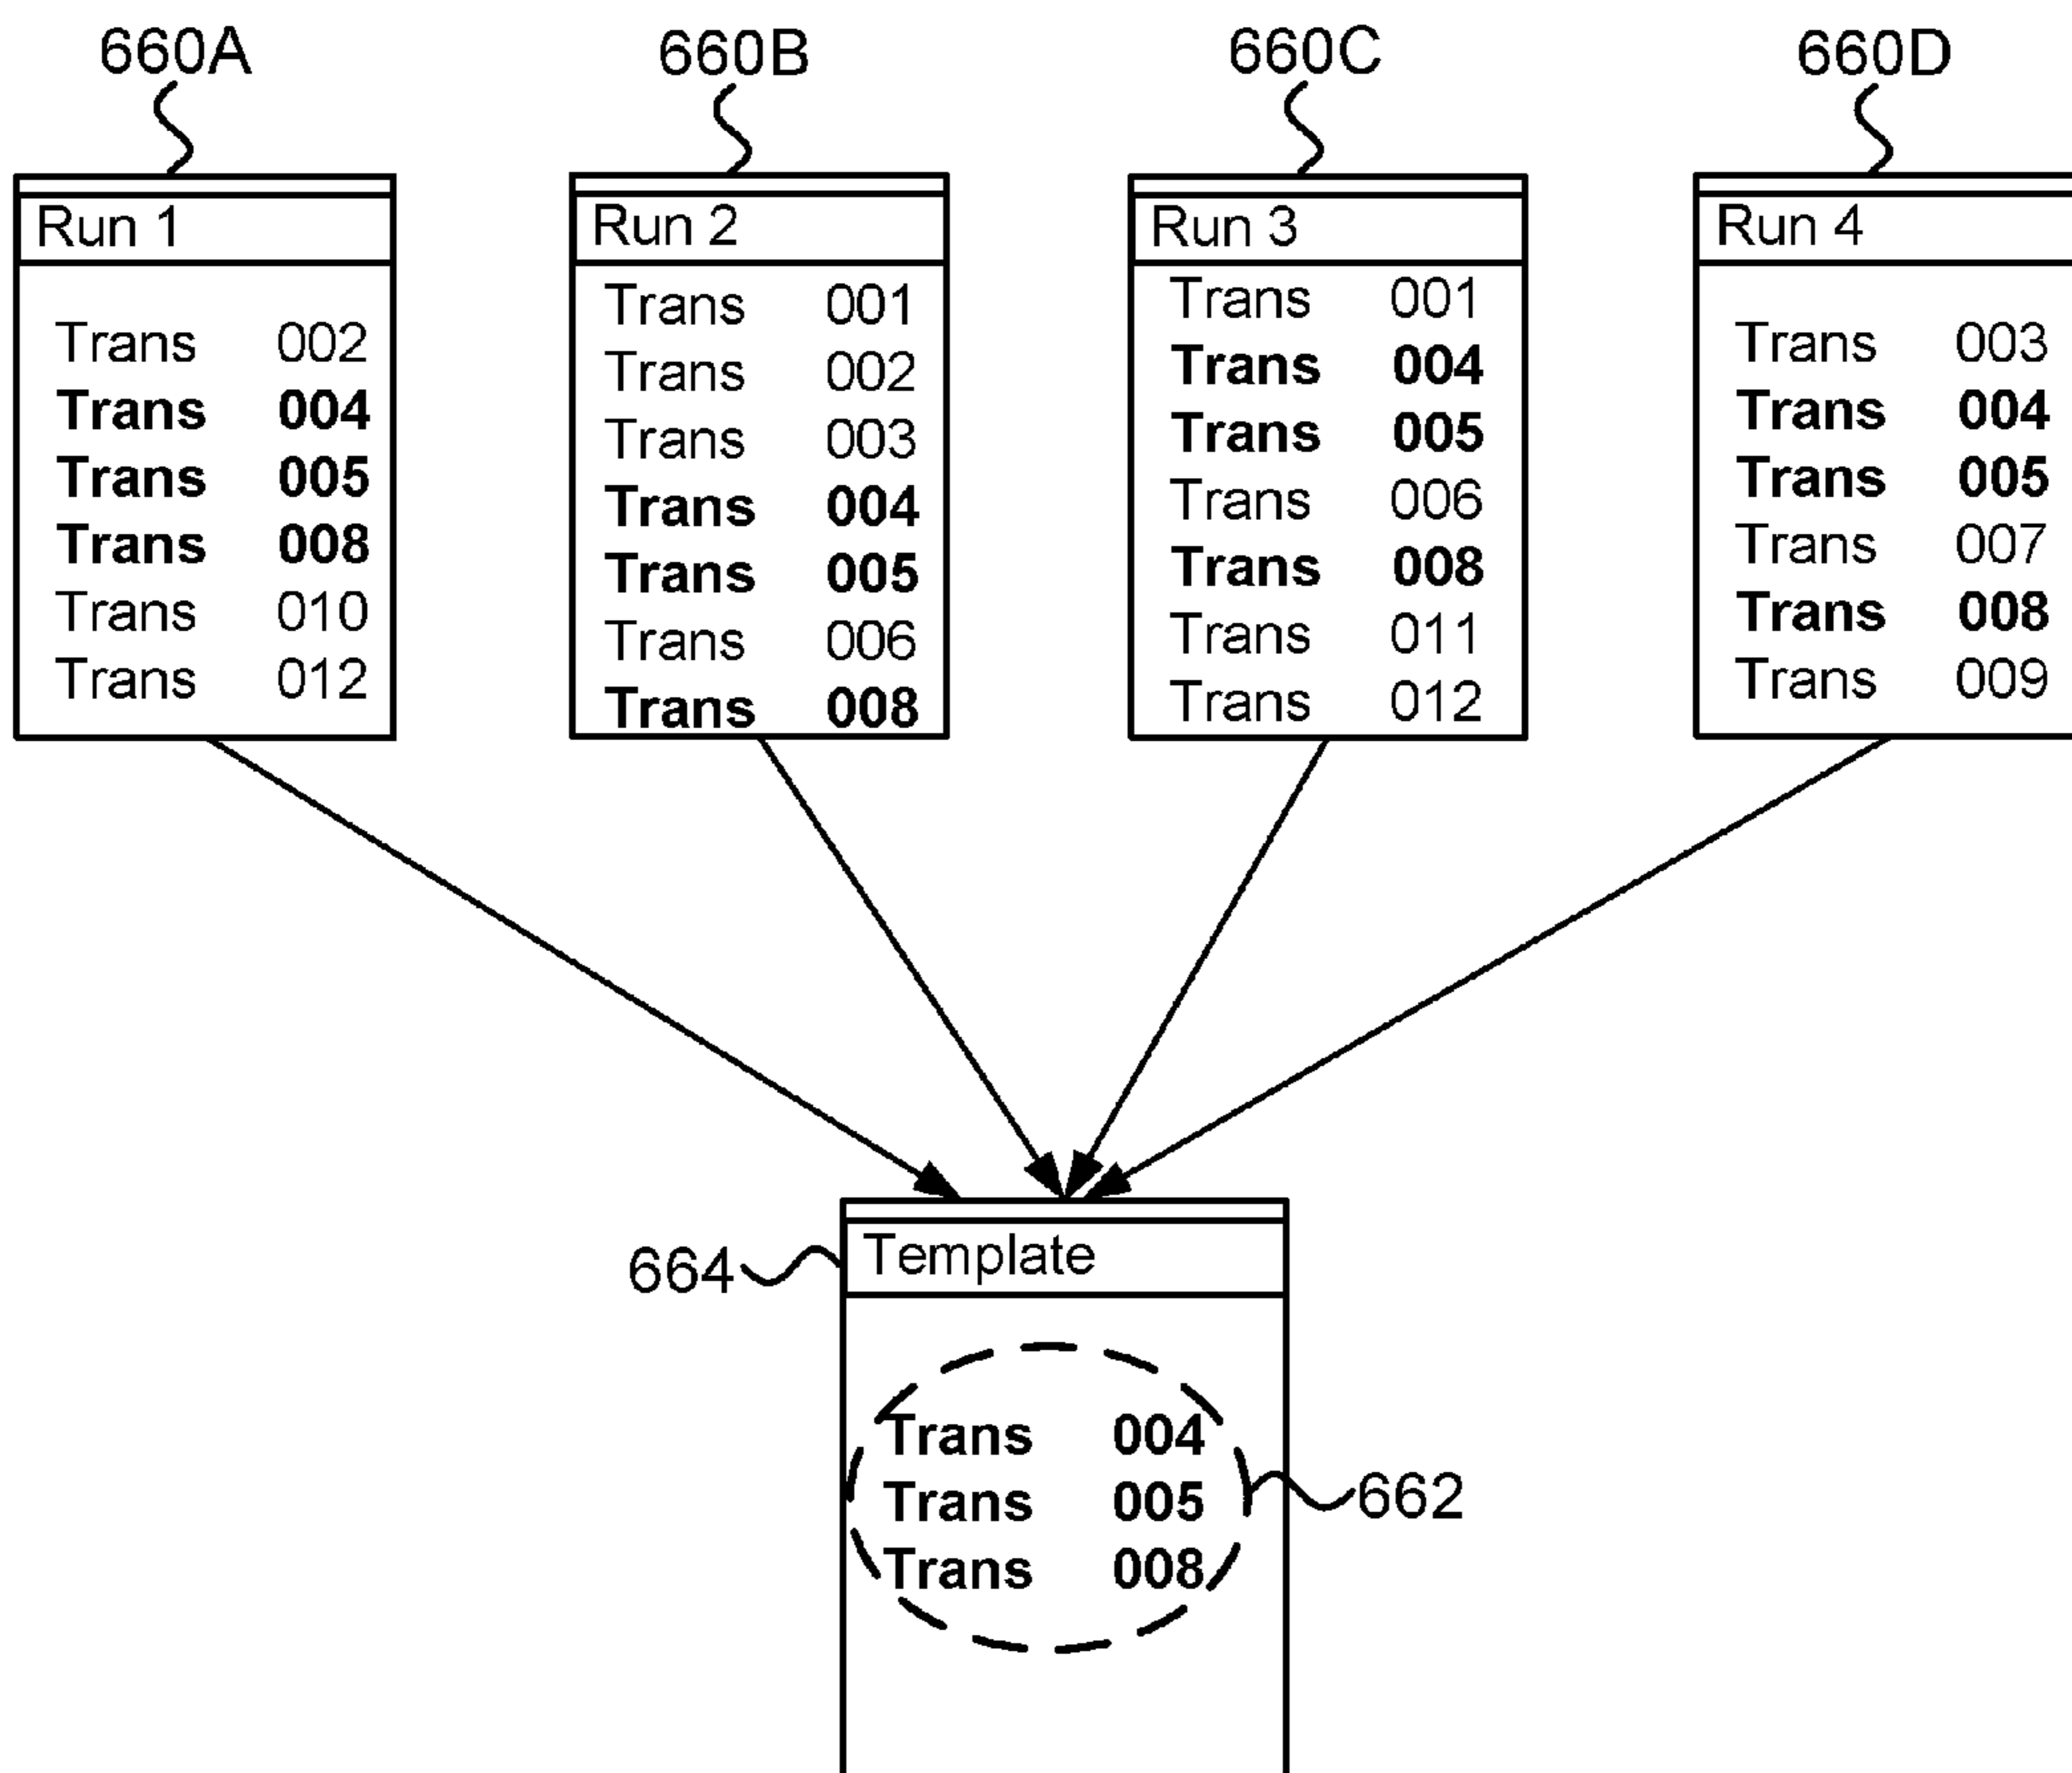 660A
660B
660C
660D
Run 1
Trans 002
Trans 004
Trans 005
Trans 008
Trans 010
Trans 012
Run 2
Trans 001
Trans 002
Trans 003
Trans 004
Trans 005
Trans 006
Trans 008
Run 3
Trans 001
Trans 004
Trans 005
Trans 006
Trans 008
Trans 011
Trans 012
Run 4
Trans 003
Trans 004
Trans 005
Trans 007
Trans 008
Trans 009
664
Template
Trans 004
Trans 005
Trans 008
662